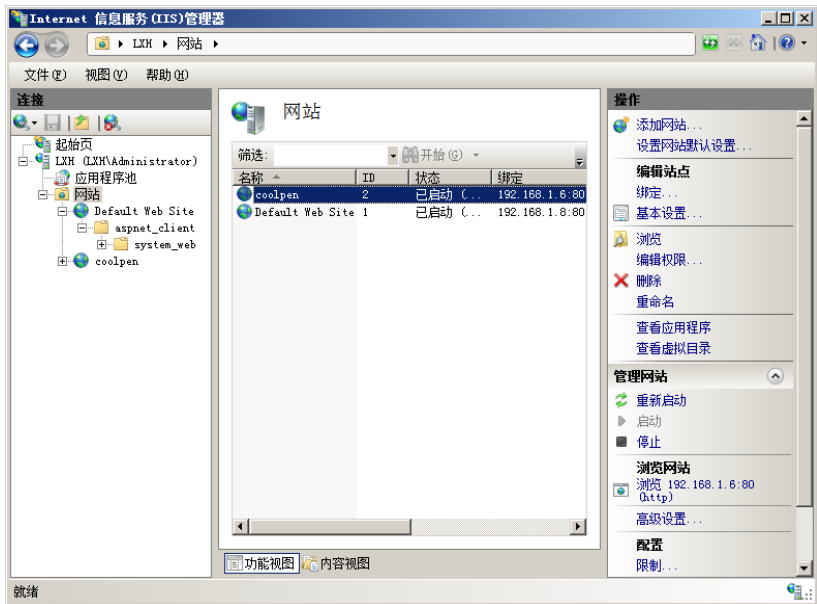 Internet 信息服务(IIS)管理器
LXH 网站
文件(F) 视图(V) 帮助(H)
连接
起始页
LXH (LXH\Administrator)
应用程序池
网站
Default Web Site
aspnet_client
system_web
coolpen
网站
筛选: 开始(G)
名称 ID 状态 绑定
coolpen 2 已启动 (... 192.168.1.6:80
Default Web Site 1 已启动 (... 192.168.1.8:80
功能视图 内容视图
操作
添加网站...
设置网站默认设置...
编辑站点
绑定...
基本设置...
浏览
编辑权限...
删除
重命名
查看应用程序
查看虚拟目录
管理网站
重新启动
启动
停止
浏览网站
浏览 192.168.1.6:80
(http)
高级设置...
配置
限制...
就绪